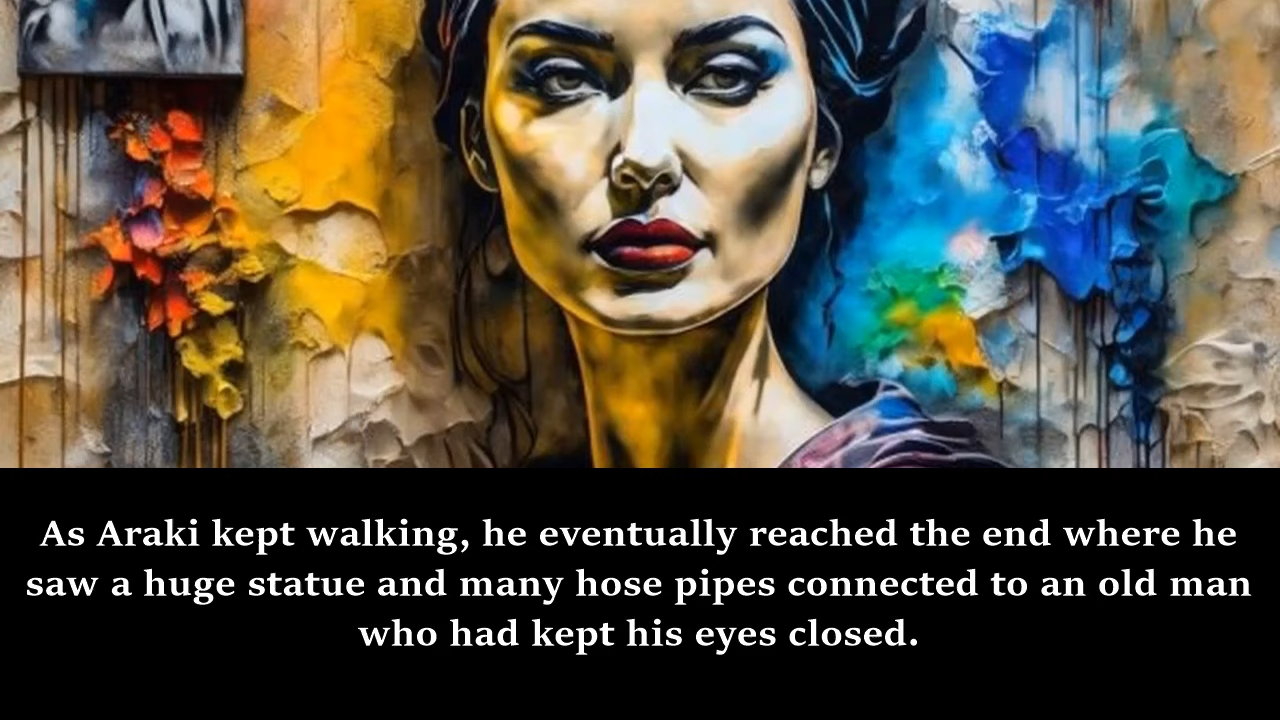 As Araki kept walking, he eventually reached the end where he
saw a huge statue and many hose pipes connected to an old man
who had kept his eyes closed.